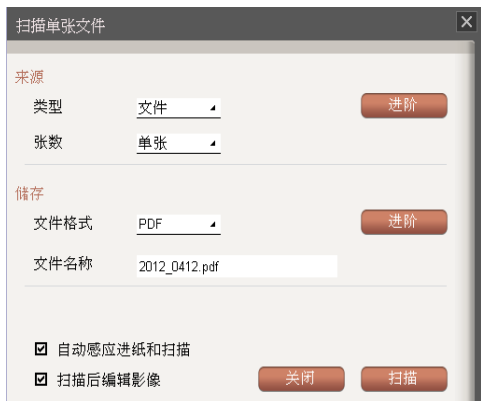 扫描单张文件
来源
类型 文件 进阶
张数 单张
储存
文件格式 PDF 进阶
文件名称 2012_0412.pdf
自动感应进纸和扫描
扫描后编辑影像 关闭 扫描